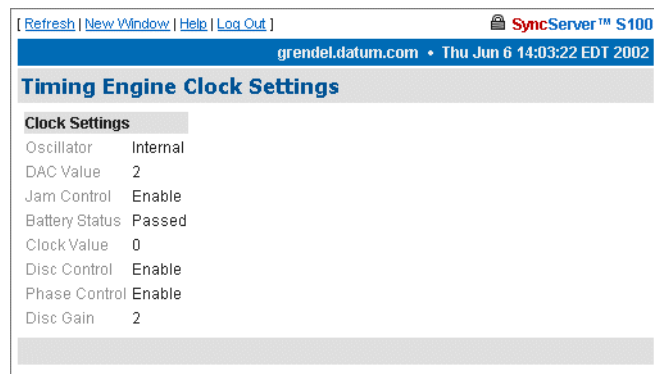 [ Refresh | New Window | Help | Log Out ] SyncServer™ S100
grendel.datum.com • Thu Jun 6 14:03:22 EDT 2002
Timing Engine Clock Settings
Clock Settings
Oscillator Internal
DAC Value 2
Jam Control Enable
Battery Status Passed
Clock Value 0
Disc Control Enable
Phase Control Enable
Disc Gain 2